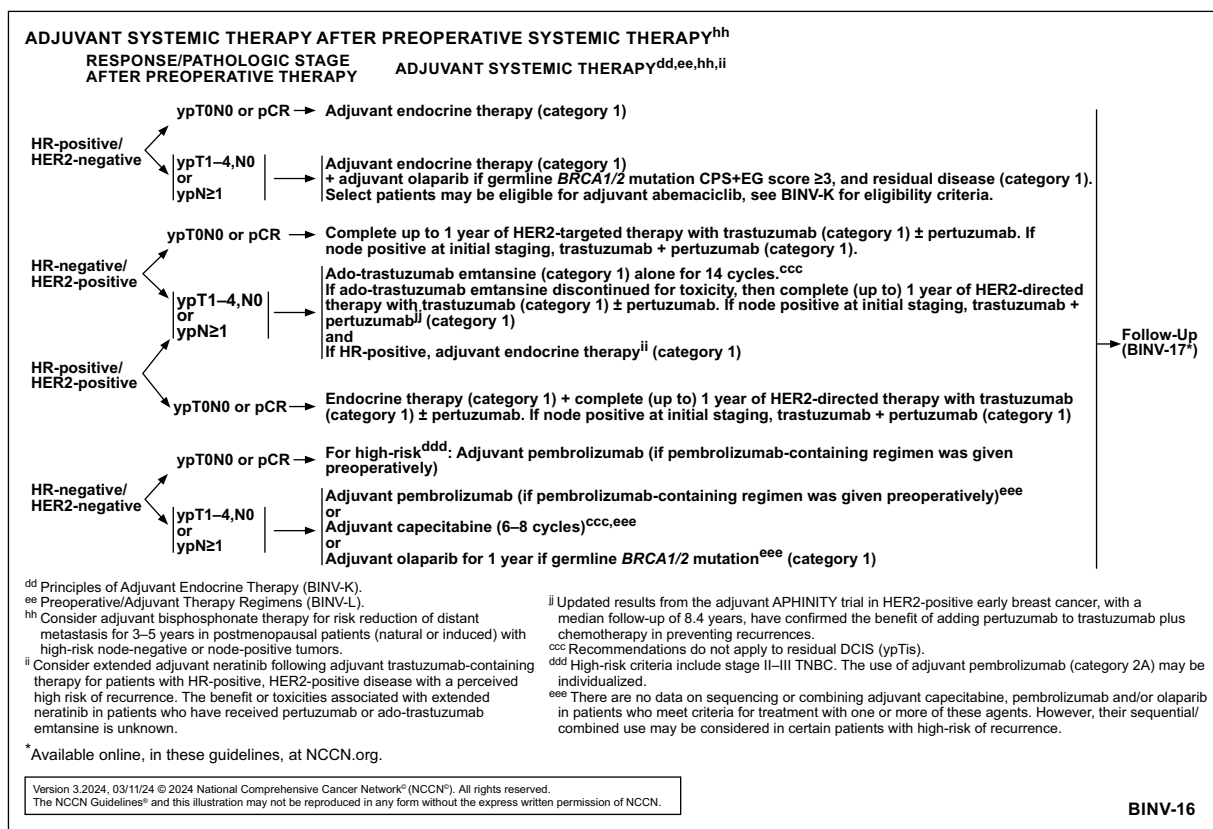 ADJUVANT SYSTEMIC THERAPY AFTER PREOPERATIVE SYSTEMIC THERAPYhh
RESPONSE/PATHOLOGIC STAGE
AFTER PREOPERATIVE THERAPY
ADJUVANT SYSTEMIC THERAPYdd,ee,hh,ii
HR-positive/
HER2-negative
ypT0N0 or pCR
Adjuvant endocrine therapy (category 1)
ypT1–4,N0
or
ypN≥1
Adjuvant endocrine therapy (category 1)
+ adjuvant olaparib if germline BRCA1/2 mutation CPS+EG score ≥3, and residual disease (category 1).
Select patients may be eligible for adjuvant abemaciclib, see BINV-K for eligibility criteria.
HR-negative/
HER2-positive
ypT0N0 or pCR
Complete up to 1 year of HER2-targeted therapy with trastuzumab (category 1) ± pertuzumab. If
node positive at initial staging, trastuzumab + pertuzumab (category 1).
ypT1–4,N0
or
ypN≥1
Ado-trastuzumab emtansine (category 1) alone for 14 cycles.ccc
If ado-trastuzumab emtansine discontinued for toxicity, then complete (up to) 1 year of HER2-directed
therapy with trastuzumab (category 1) ± pertuzumab. If node positive at initial staging, trastuzumab +
pertuzumabjj (category 1)
and
If HR-positive, adjuvant endocrine therapyii (category 1)
HR-positive/
HER2-positive
ypT0N0 or pCR
Endocrine therapy (category 1) + complete (up to) 1 year of HER2-directed therapy with trastuzumab
(category 1) ± pertuzumab. If node positive at initial staging, trastuzumab + pertuzumab (category 1)
HR-negative/
HER2-negative
ypT0N0 or pCR
For high-riskddd: Adjuvant pembrolizumab (if pembrolizumab-containing regimen was given
preoperatively)
ypT1–4,N0
or
ypN≥1
Adjuvant pembrolizumab (if pembrolizumab-containing regimen was given preoperatively)eee
or
Adjuvant capecitabine (6–8 cycles)ccc,eee
or
Adjuvant olaparib for 1 year if germline BRCA1/2 mutationeee (category 1)
Follow-Up
(BINV-17*)
dd Principles of Adjuvant Endocrine Therapy (BINV-K).
ee Preoperative/Adjuvant Therapy Regimens (BINV-L).
hh Consider adjuvant bisphosphonate therapy for risk reduction of distant
metastasis for 3–5 years in postmenopausal patients (natural or induced) with
high-risk node-negative or node-positive tumors.
ii Consider extended adjuvant neratinib following adjuvant trastuzumab-containing
therapy for patients with HR-positive, HER2-positive disease with a perceived
high risk of recurrence. The benefit or toxicities associated with extended
neratinib in patients who have received pertuzumab or ado-trastuzumab
emtansine is unknown.
jj Updated results from the adjuvant APHINITY trial in HER2-positive early breast cancer, with a
median follow-up of 8.4 years, have confirmed the benefit of adding pertuzumab to trastuzumab plus
chemotherapy in preventing recurrences.
ccc Recommendations do not apply to residual DCIS (ypTis).
ddd High-risk criteria include stage II–III TNBC. The use of adjuvant pembrolizumab (category 2A) may be
individualized.
eee There are no data on sequencing or combining adjuvant capecitabine, pembrolizumab and/or olaparib
in patients who meet criteria for treatment with one or more of these agents. However, their sequential/
combined use may be considered in certain patients with high-risk of recurrence.
*Available online, in these guidelines, at NCCN.org.
Version 3.2024, 03/11/24 © 2024 National Comprehensive Cancer Network© (NCCN©). All rights reserved.
The NCCN Guidelines® and this illustration may not be reproduced in any form without the express written permission of NCCN.
BINV-16